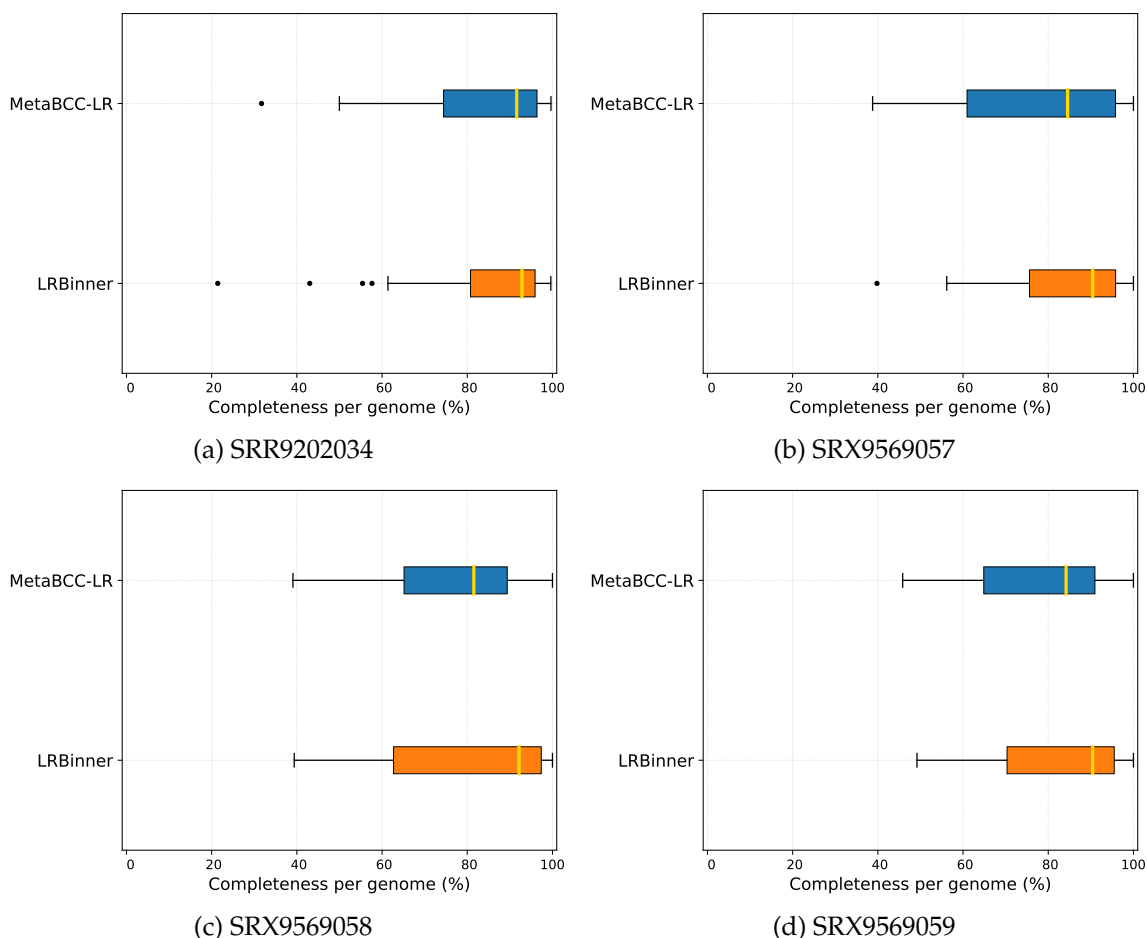 MetaBCC-LR
LRBinner
0 20 40 60 80 100
Completeness per genome (%)
(a) SRR9202034
MetaBCC-LR
LRBinner
0 20 40 60 80 100
Completeness per genome (%)
(b) SRX9569057
MetaBCC-LR
LRBinner
0 20 40 60 80 100
Completeness per genome (%)
(c) SRX9569058
MetaBCC-LR
LRBinner
0 20 40 60 80 100
Completeness per genome (%)
(d) SRX9569059